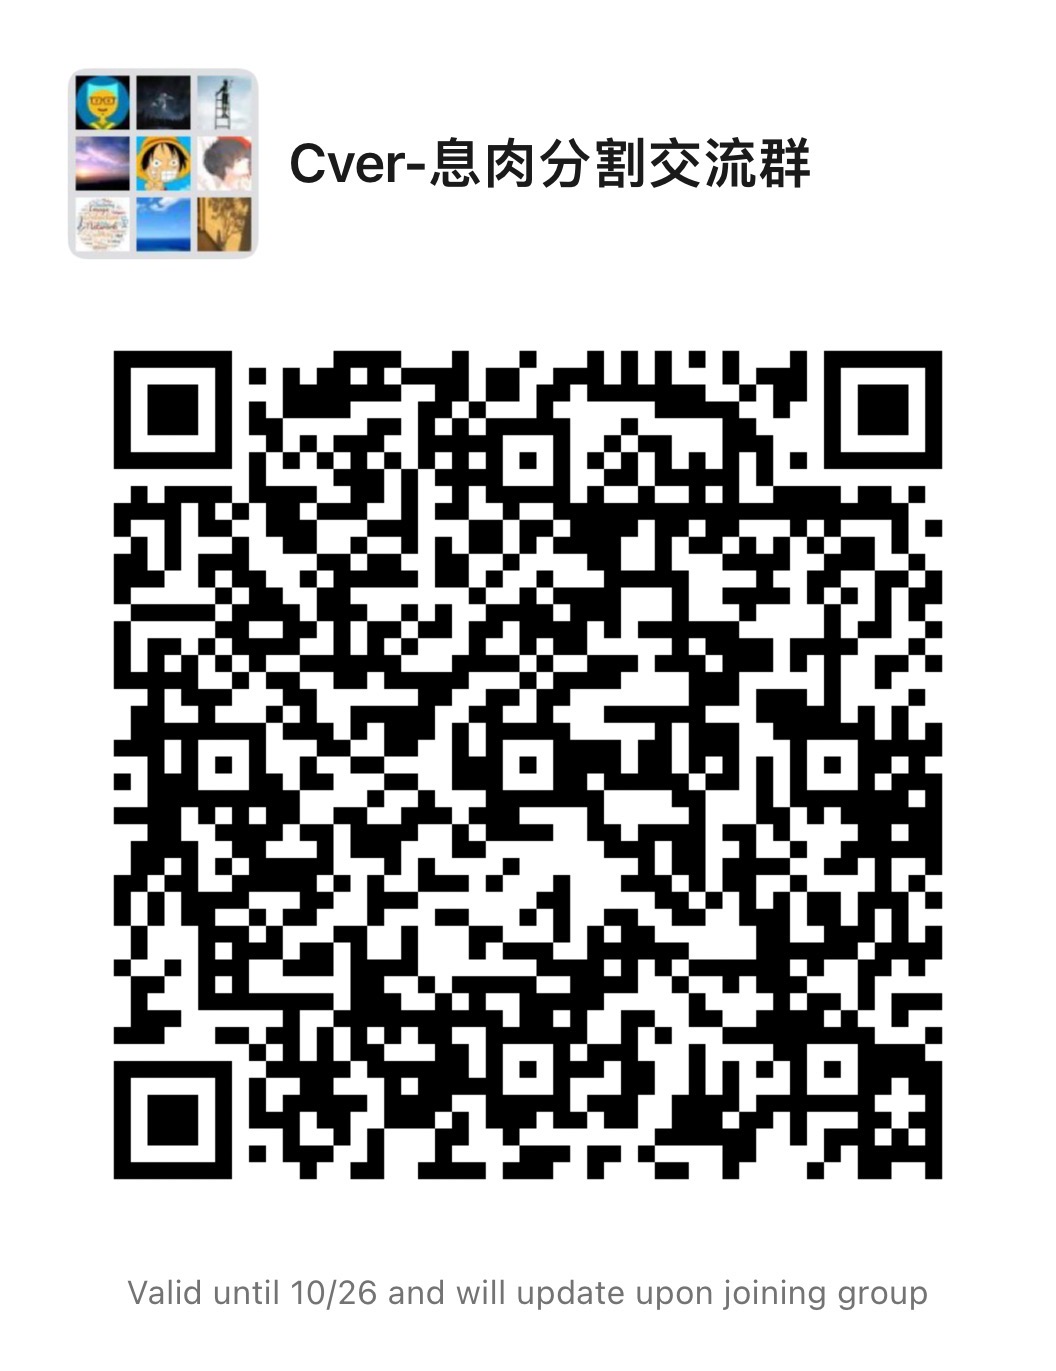 Cver-息肉分割交流群
Valid until 10/26 and will update upon joining group